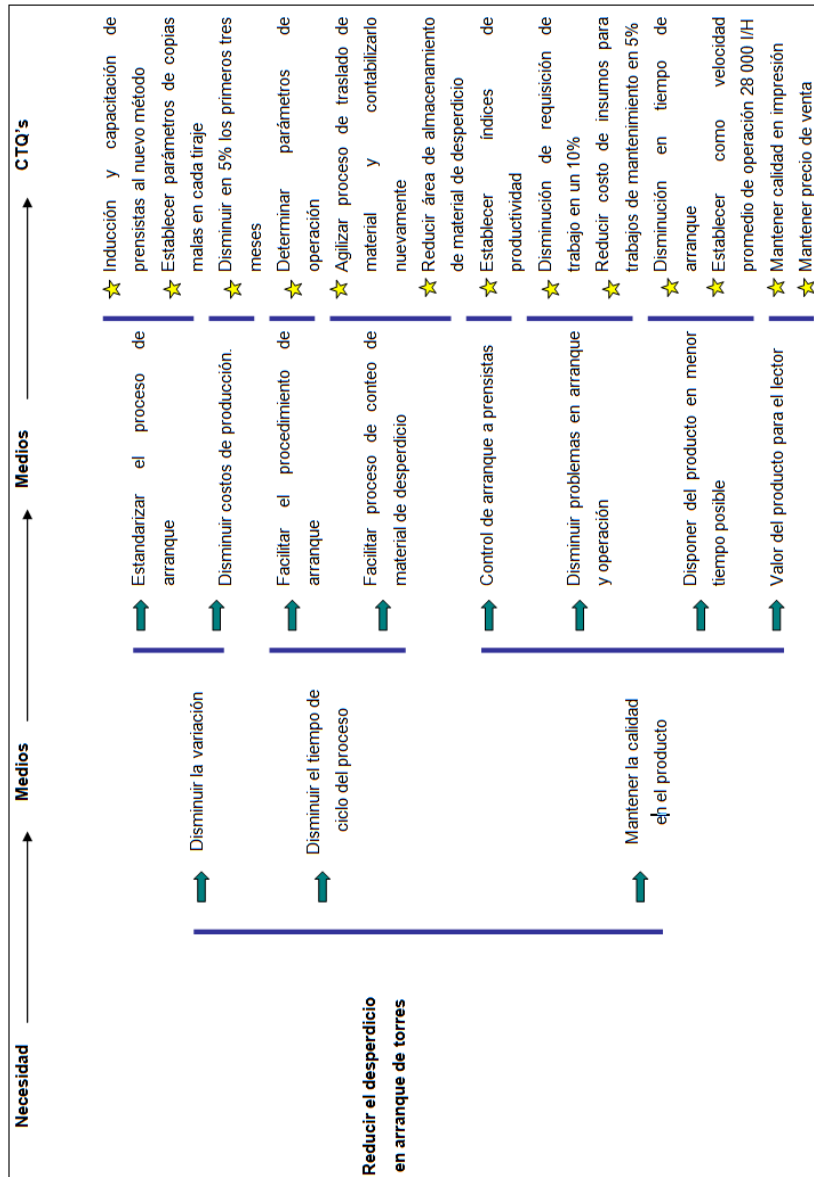 Necesidad
Medios
Medios
CTQ's
Reducir el desperdicio
en arranque de torres
Disminuir la variación
Disminuir el tiempo de
ciclo del proceso
Mantener la calidad
en el producto
Estandarizar el proceso de
arranque
Disminuir costos de producción.
Facilitar el procedimiento de
arranque
Facilitar proceso de conteo de
material de desperdicio
Control de arranque a prensistas
Disminuir problemas en arranque
y operación
Disponer del producto en menor
tiempo posible
Valor del producto para el lector
Inducción y capacitación de
prensistas al nuevo método
Establecer parámetros de copias
malas en cada tiraje
Disminuir en 5% los primeros tres
meses
Determinar parámetros de
operación
Agilizar proceso de traslado de
material y contabilizarlo
nuevamente
Reducir área de almacenamiento
de material de desperdicio
Establecer índices de
productividad
Disminución de requisición de
trabajo en un 10%
Reducir costo de insumos para
trabajos de mantenimiento en 5%
Disminución en tiempo de
arranque
Establecer como velocidad
promedio de operación 28 000 I/H
Mantener calidad en impresión
Mantener precio de venta